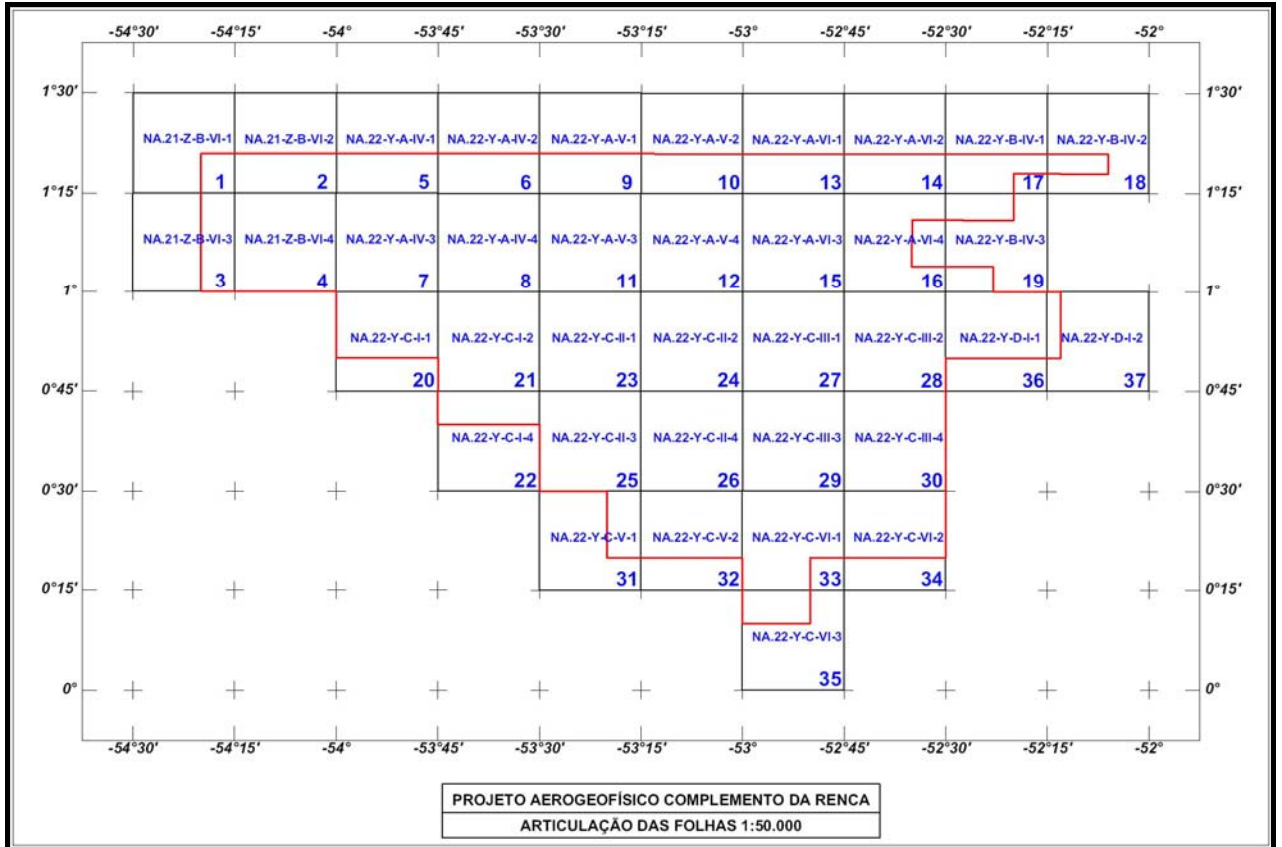 -54°30' -54°15' -54° -53°45' -53°30' -53°15' -53° -52°45' -52°30' -52°15' -52°
1°30' 1°30'
NA.21-Z-B-VI-1 NA.21-Z-B-VI-2 NA.22-Y-A-IV-1 NA.22-Y-A-IV-2 NA.22-Y-A-V-1 NA.22-Y-A-V-2 NA.22-Y-A-VI-1 NA.22-Y-A-VI-2 NA.22-Y-B-IV-1 NA.22-Y-B-IV-2
1 2 5 6 9 10 13 14 17 18
1°15' 1°15'
NA.21-Z-B-VI-3 NA.21-Z-B-VI-4 NA.22-Y-A-IV-3 NA.22-Y-A-IV-4 NA.22-Y-A-V-3 NA.22-Y-A-V-4 NA.22-Y-A-VI-3 NA.22-Y-A-VI-4 NA.22-Y-B-IV-3
3 4 7 8 11 12 15 16 19
1° 1°
NA.22-Y-C-I-1 NA.22-Y-C-I-2 NA.22-Y-C-II-1 NA.22-Y-C-II-2 NA.22-Y-C-III-1 NA.22-Y-C-III-2 NA.22-Y-D-I-1 NA.22-Y-D-I-2
20 21 23 24 27 28 36 37
0°45' 0°45'
NA.22-Y-C-I-4 NA.22-Y-C-II-3 NA.22-Y-C-II-4 NA.22-Y-C-III-3 NA.22-Y-C-III-4
22 25 26 29 30
0°30' 0°30'
NA.22-Y-C-V-1 NA.22-Y-C-V-2 NA.22-Y-C-VI-1 NA.22-Y-C-VI-2
31 32 33 34
0°15' 0°15'
NA.22-Y-C-VI-3
35
0° 0°
-54°30' -54°15' -54° -53°45' -53°30' -53°15' -53° -52°45' -52°30' -52°15' -52°
PROJETO AEROGEOFÍSICO COMPLEMENTO DA RENCA
ARTICULAÇÃO DAS FOLHAS 1:50.000